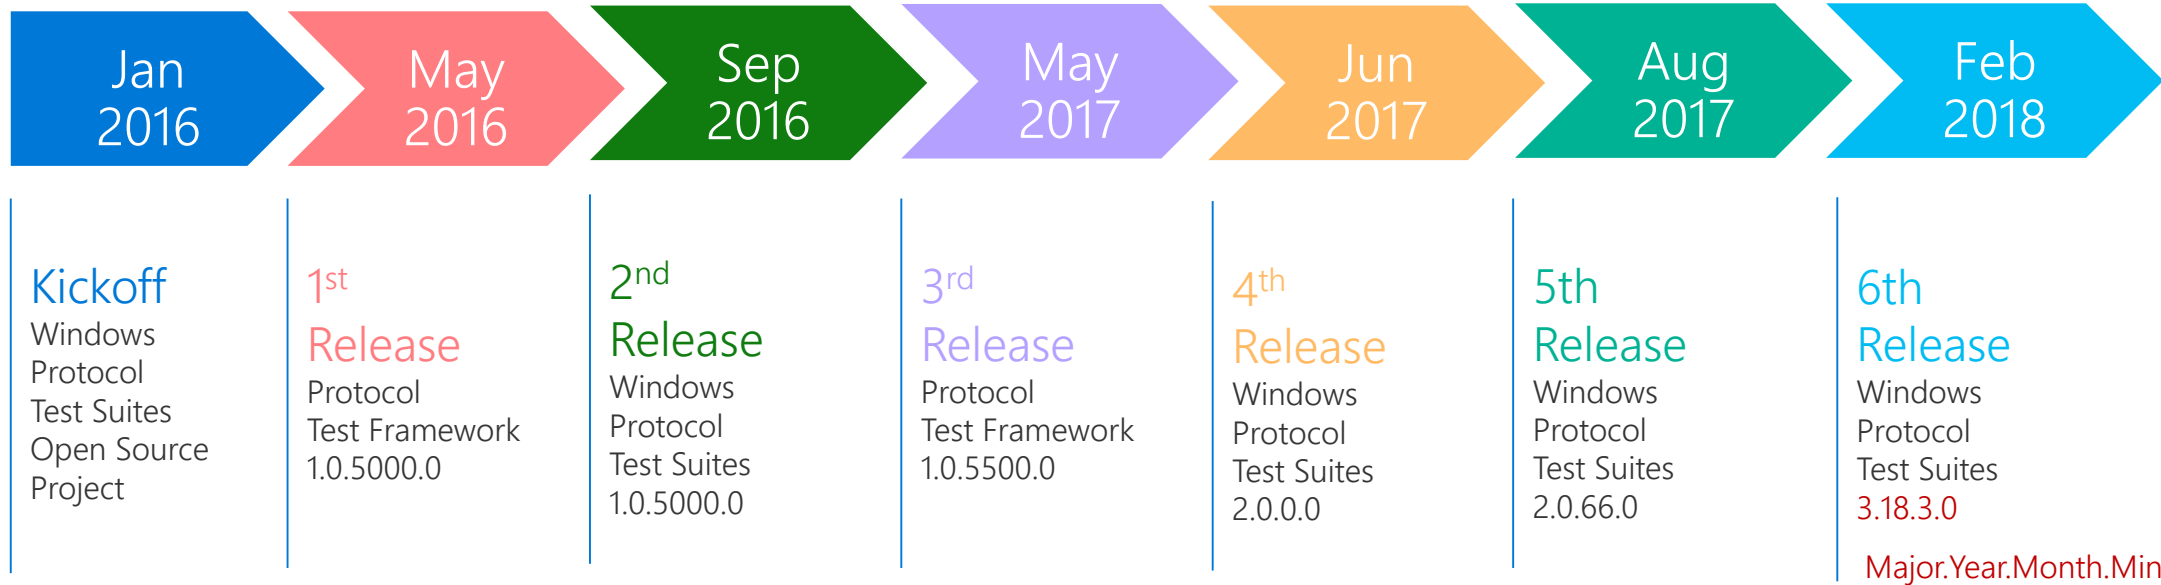 Jan
2016
May
2016
Sep
2016
May
2017
Jun
2017
Aug
2017
Feb
2018
Kickoff
Windows
Protocol
Test Suites
Open Source
Project
1st
Release
Protocol
Test Framework
1.0.5000.0
2nd
Release
Windows
Protocol
Test Suites
1.0.5000.0
3rd
Release
Protocol
Test Framework
1.0.5500.0
4th
Release
Windows
Protocol
Test Suites
2.0.0.0
5th
Release
Windows
Protocol
Test Suites
2.0.66.0
6th
Release
Windows
Protocol
Test Suites
3.18.3.0
Major.Year.Month.Min